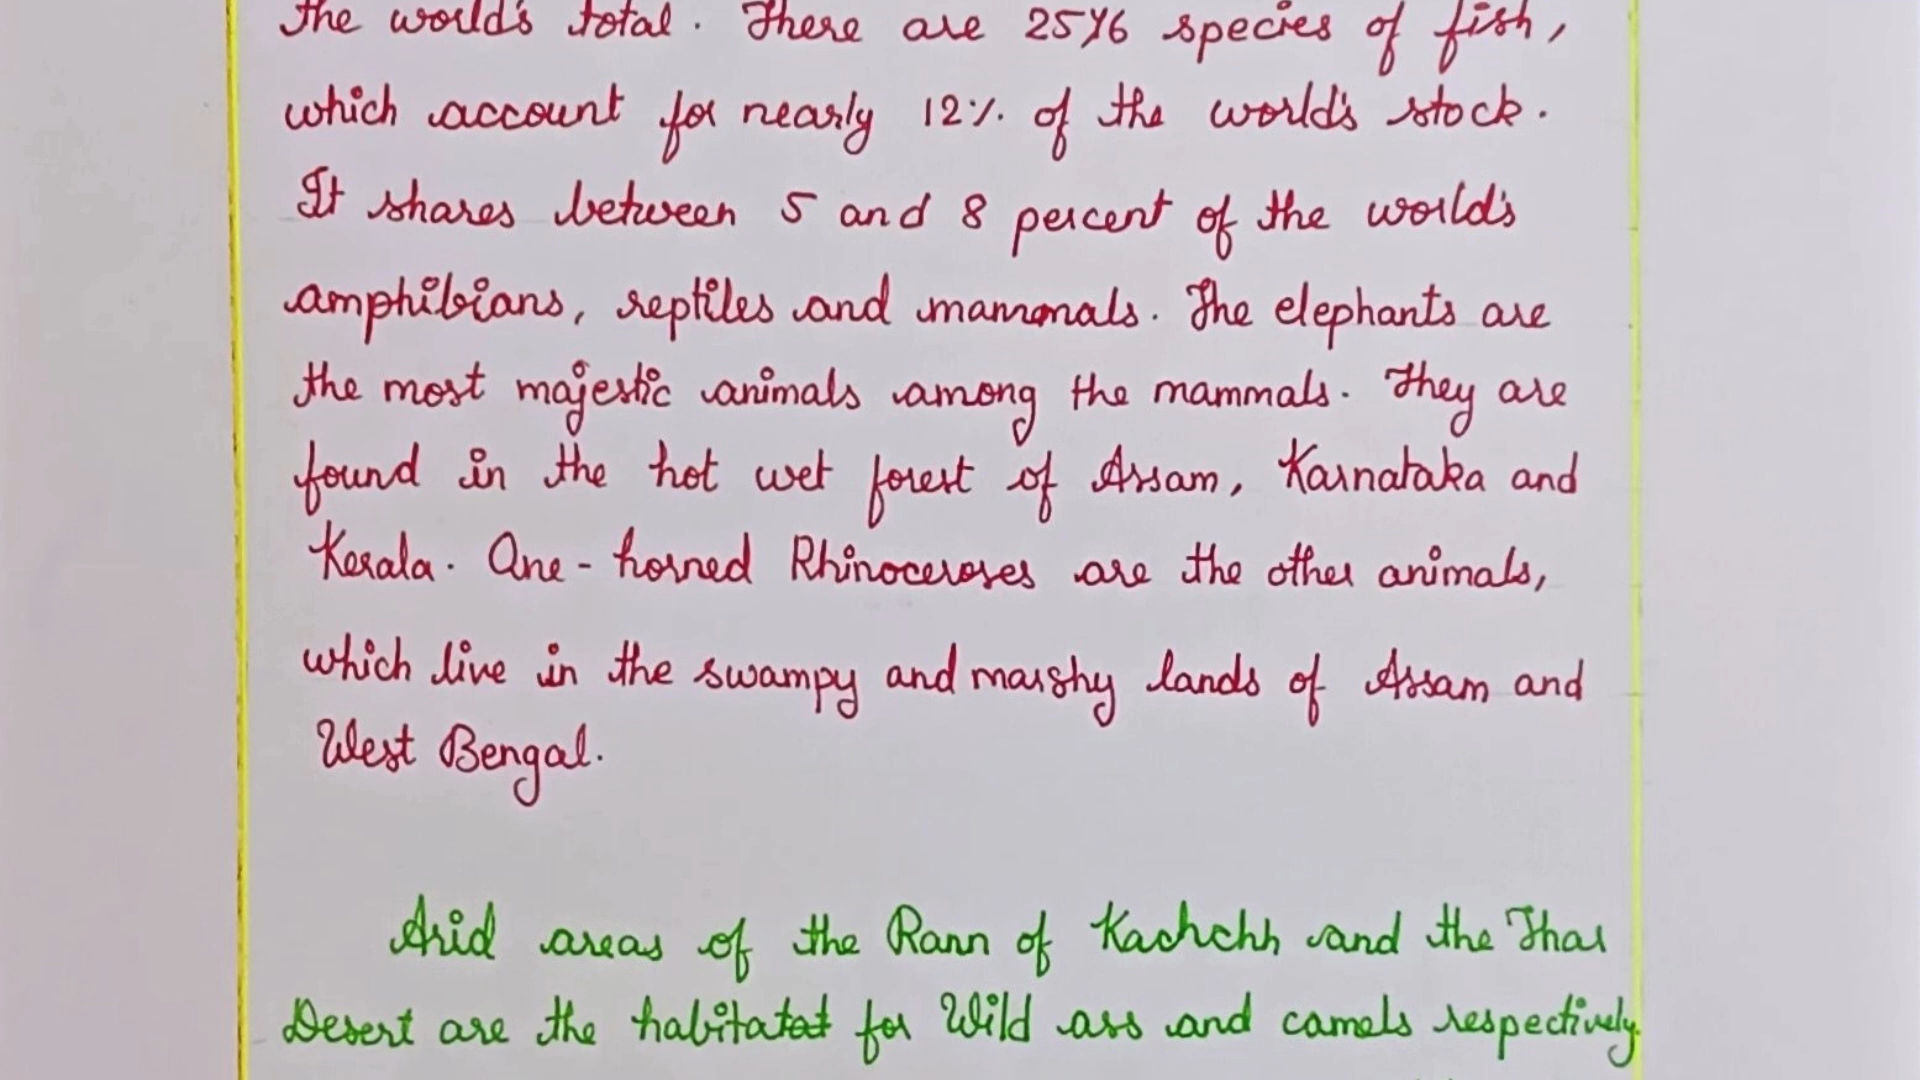 the world's total. There are 2546 species of fish,
which account for nearly 12% of the world's stock.
It shares between 5 and 8 percent of the world's
amphibians, reptiles and mammals. The elephants are
the most majestic animals among the mammals. They are
found in the hot wet forest of Assam, Karnataka and
Kerala. One-horned Rhinoceroses are the other animals,
which live in the swampy and marshy lands of Assam and
West Bengal.
Arid areas of the Rann of Kachchh and the Thar
Desert are the habitatat for Wild ass and camels respectively